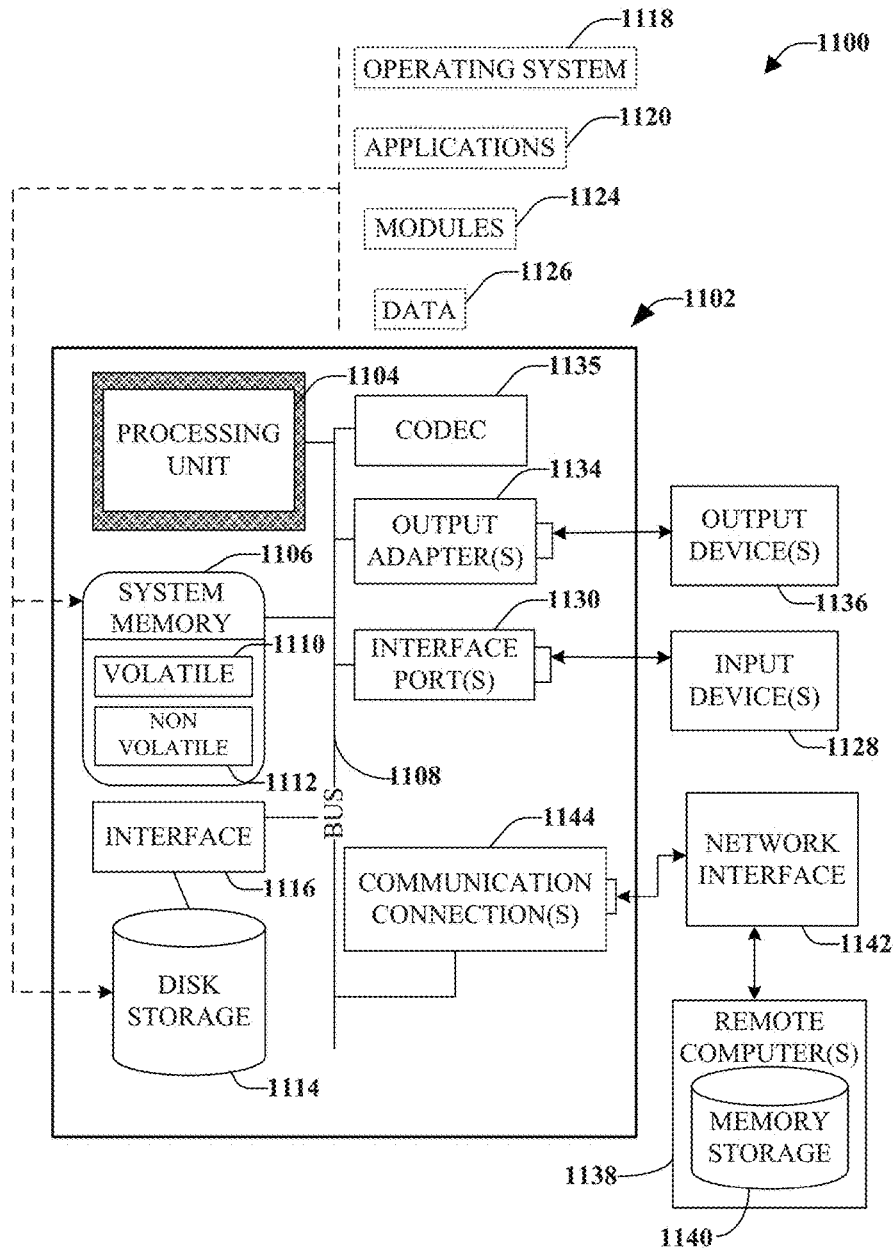 1118
1100
OPERATING SYSTEM
1120
APPLICATIONS
1124
MODULES
1126
DATA
1102
1104
PROCESSING
UNIT
1135
CODEC
1134
OUTPUT
ADAPTER(S)
OUTPUT
DEVICE(S)
1136
1106
SYSTEM
MEMORY
1110
VOLATILE
NON
VOLATILE
1112
1130
INTERFACE
PORT(S)
INPUT
DEVICE(S)
1128
1108
BUS
INTERFACE
1116
1144
COMMUNICATION
CONNECTION(S)
NETWORK
INTERFACE
1142
DISK
STORAGE
1114
REMOTE
COMPUTER(S)
MEMORY
STORAGE
1138
1140